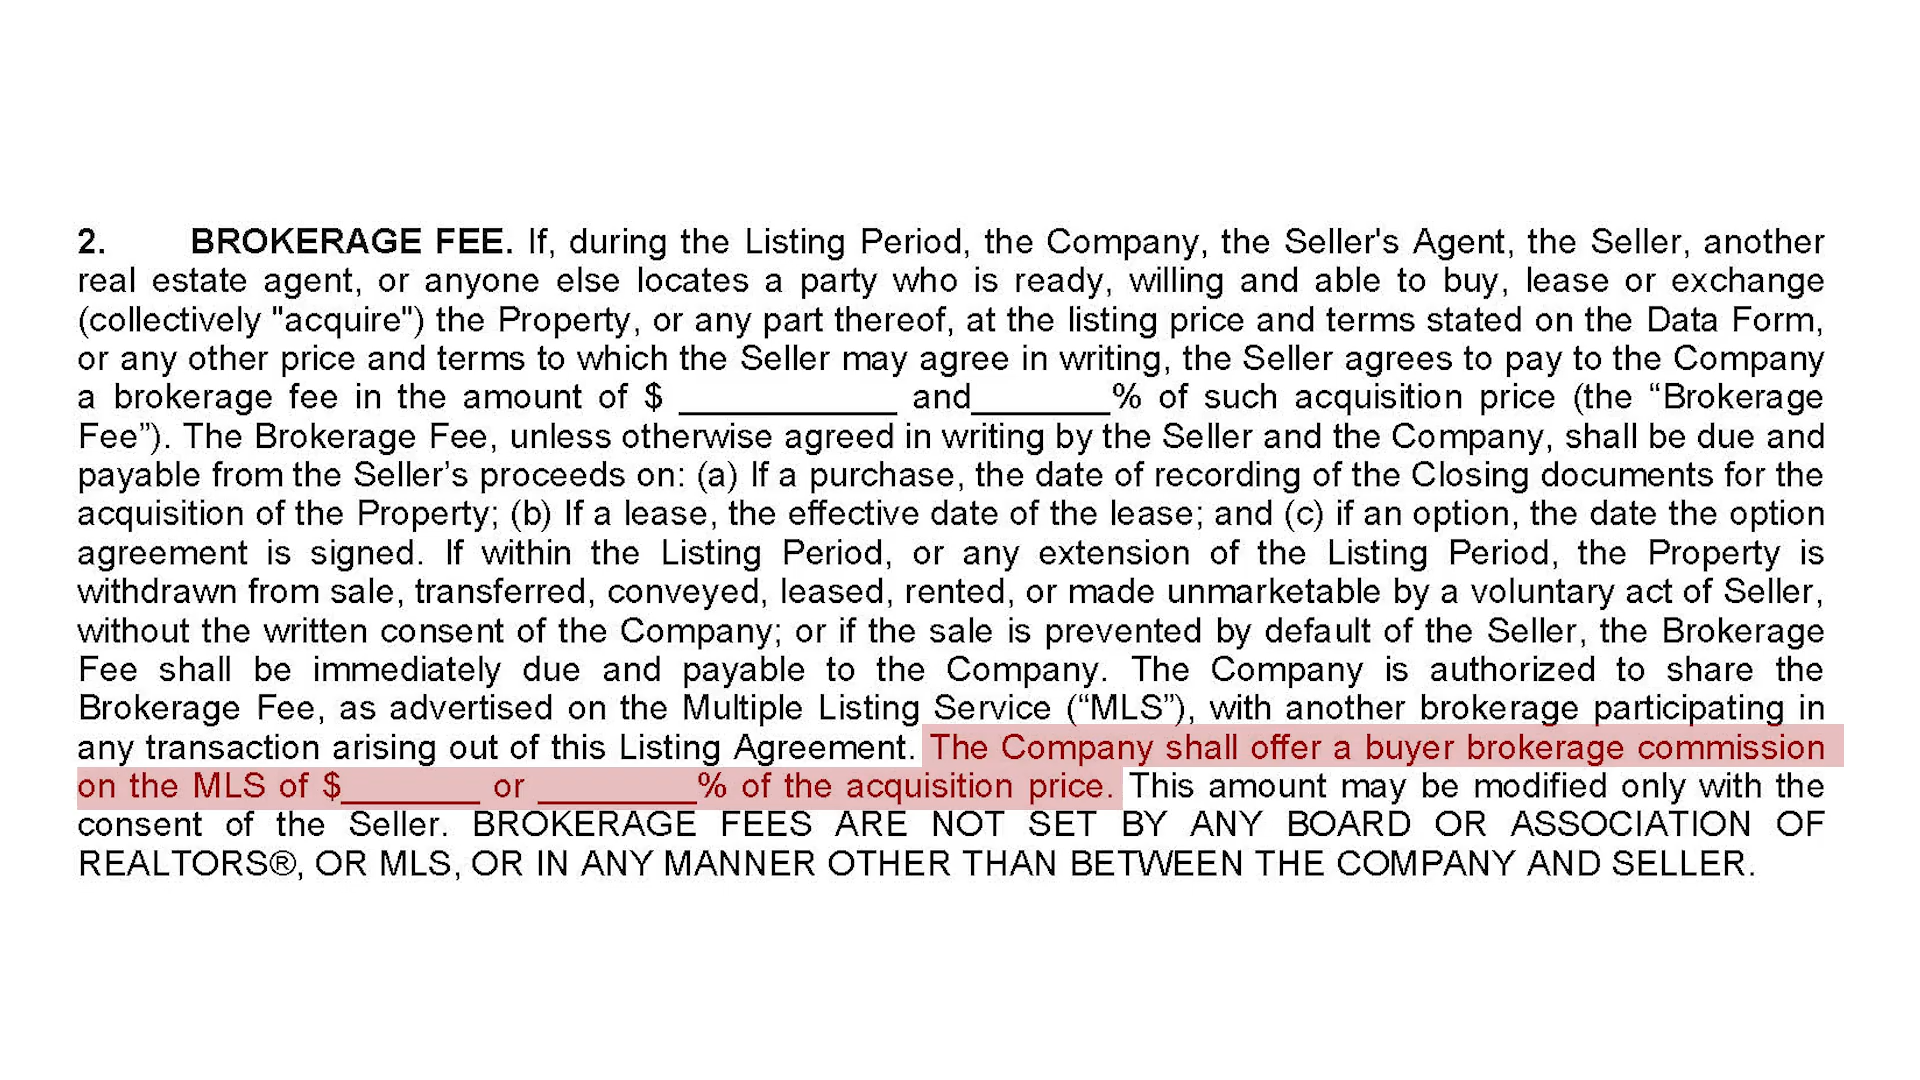 2. BROKERAGE FEE. If, during the Listing Period, the Company, the Seller's Agent, the Seller, another
real estate agent, or anyone else locates a party who is ready, willing and able to buy, lease or exchange
(collectively "acquire") the Property, or any part thereof, at the listing price and terms stated on the Data Form,
or any other price and terms to which the Seller may agree in writing, the Seller agrees to pay to the Company
a brokerage fee in the amount of $ ____________ and________% of such acquisition price (the “Brokerage
Fee”). The Brokerage Fee, unless otherwise agreed in writing by the Seller and the Company, shall be due and
payable from the Seller’s proceeds on: (a) If a purchase, the date of recording of the Closing documents for the
acquisition of the Property; (b) If a lease, the effective date of the lease; and (c) if an option, the date the option
agreement is signed. If within the Listing Period, or any extension of the Listing Period, the Property is
withdrawn from sale, transferred, conveyed, leased, rented, or made unmarketable by a voluntary act of Seller,
without the written consent of the Company; or if the sale is prevented by default of the Seller, the Brokerage
Fee shall be immediately due and payable to the Company. The Company is authorized to share the
Brokerage Fee, as advertised on the Multiple Listing Service (“MLS”), with another brokerage participating in
any transaction arising out of this Listing Agreement. The Company shall offer a buyer brokerage commission
on the MLS of $________ or _________% of the acquisition price. This amount may be modified only with the
consent of the Seller. BROKERAGE FEES ARE NOT SET BY ANY BOARD OR ASSOCIATION OF
REALTORS®, OR MLS, OR IN ANY MANNER OTHER THAN BETWEEN THE COMPANY AND SELLER.